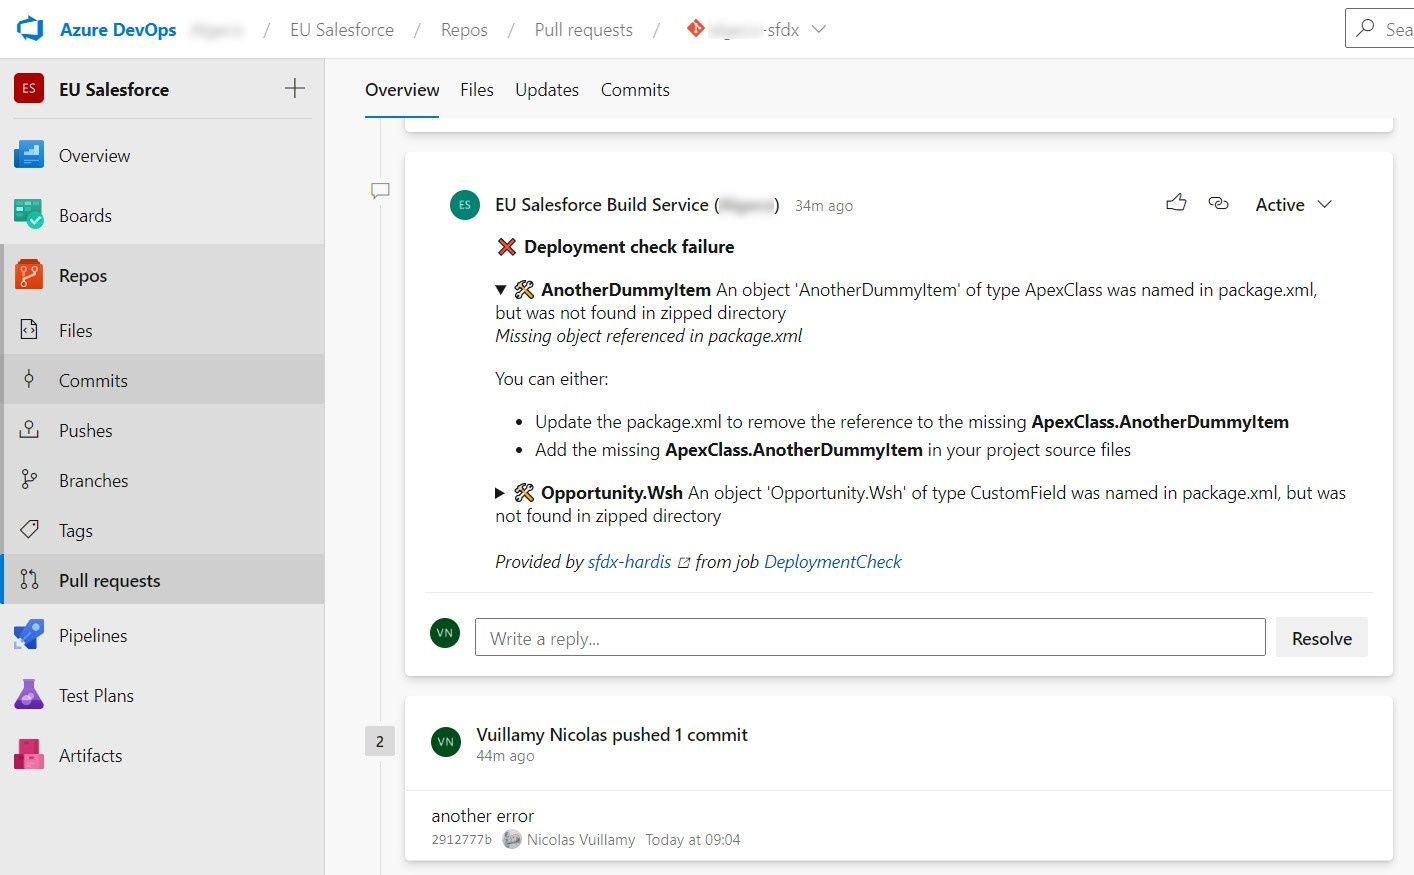 Azure DevOps / EU Salesforce / Repos / Pull requests / -sfdx
Sea
ES EU Salesforce
Overview
Boards
Repos
Files
Commits
Pushes
Branches
Tags
Pull requests
Pipelines
Test Plans
Artifacts
Overview Files Updates Commits
ES EU Salesforce Build Service ( ) 34m ago
Active
❌ Deployment check failure
▼ 🛠 AnotherDummyItem An object 'AnotherDummyItem' of type ApexClass was named in package.xml,
but was not found in zipped directory
Missing object referenced in package.xml
You can either:
• Update the package.xml to remove the reference to the missing ApexClass.AnotherDummyItem
• Add the missing ApexClass.AnotherDummyItem in your project source files
▶ 🛠 Opportunity.Wsh An object 'Opportunity.Wsh' of type CustomField was named in package.xml, but was
not found in zipped directory
Provided by sfdx-hardis from job DeploymentCheck
VN Write a reply...
Resolve
2
VN Vuillamy Nicolas pushed 1 commit
44m ago
another error
2912777b Nicolas Vuillamy Today at 09:04